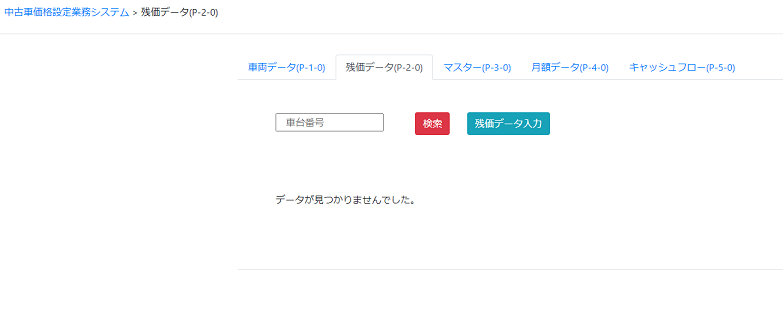 中古車価格設定業務システム > 残価データ(P-2-0)
車両データ(P-1-0) 残価データ(P-2-0) マスター(P-3-0) 月額データ(P-4-0) キャッシュフロー(P-5-0)
車台番号 検索 残価データ入力
データが見つかりませんでした。